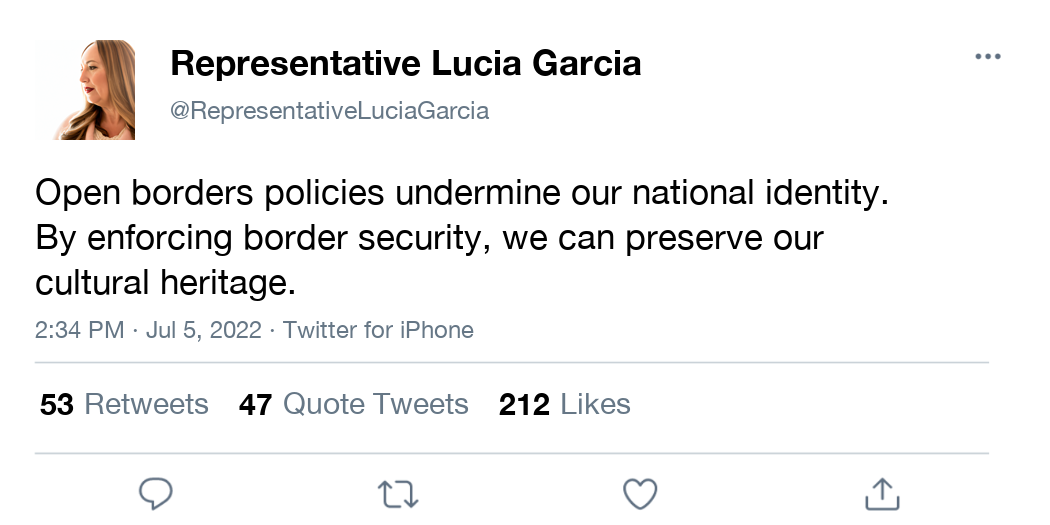 Representative Lucia Garcia
@RepresentativeLuciaGarcia
Open borders policies undermine our national identity.
By enforcing border security, we can preserve our
cultural heritage.
2:34 PM · Jul 5, 2022 · Twitter for iPhone
53 Retweets 47 Quote Tweets 212 Likes